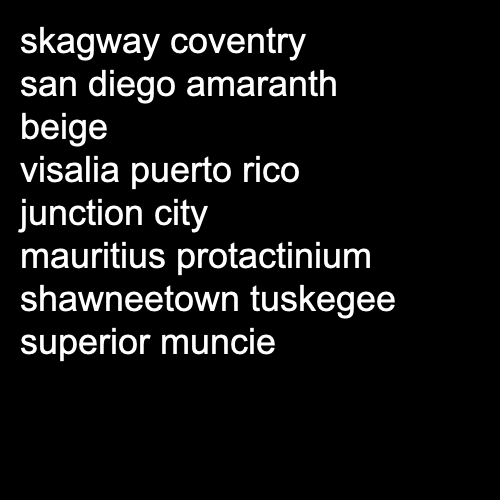 skagway coventry
san diego amaranth
beige
visalia puerto rico
junction city
mauritius protactinium
shawneetown tuskegee
superior muncie